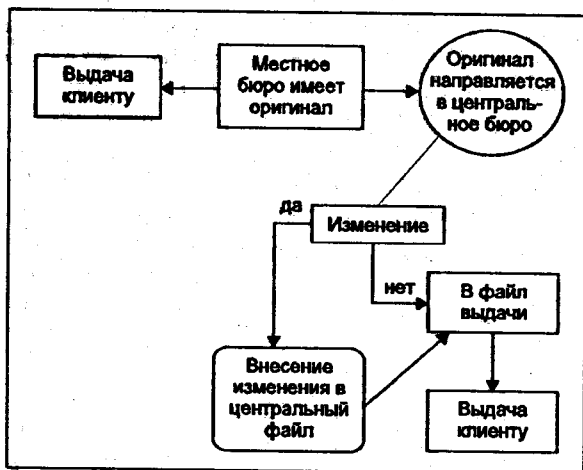 Выдача
клиенту
Местное
бюро имеет
оригинал
Оригинал
направляется
в централь-
ное бюро
да
Изменение
нет
В файл
выдачи
Внесение
изменения в
центральный
файл
Выдача
клиенту